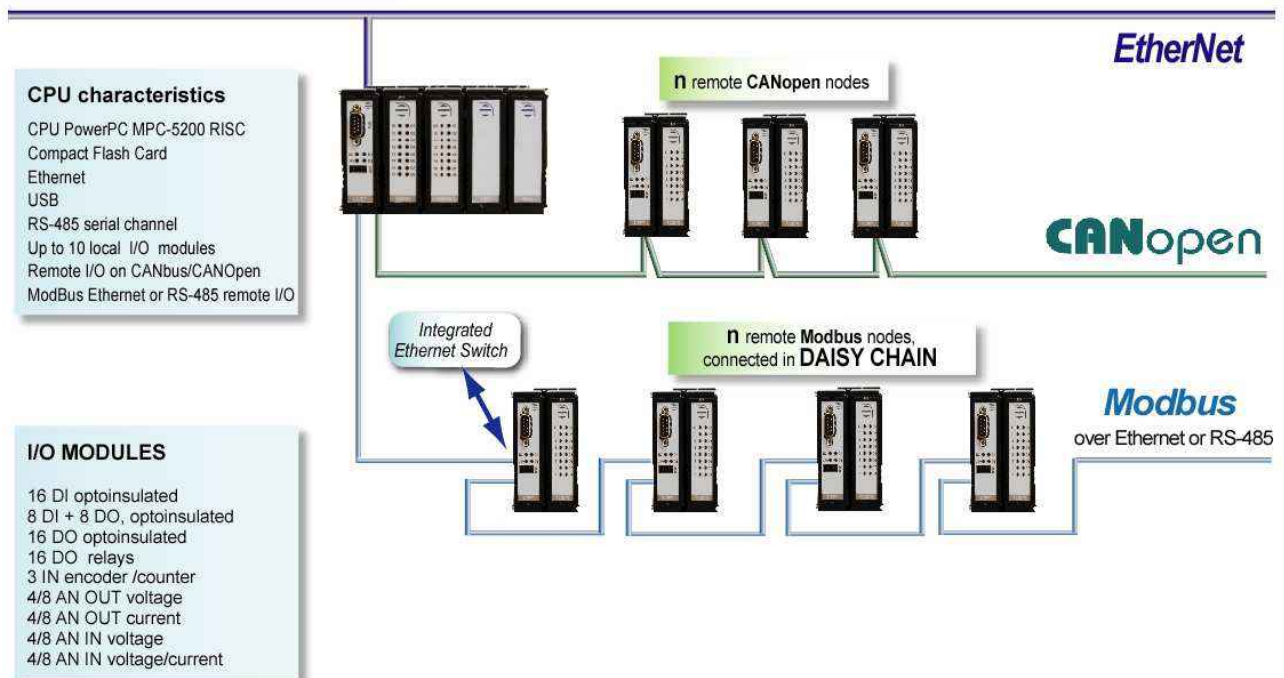 EtherNet
CPU characteristics
CPU PowerPC MPC-5200 RISC
Compact Flash Card
Ethernet
USB
RS-485 serial channel
Up to 10 local I/O modules
Remote I/O on CANbus/CANOpen
ModBus Ethernet or RS-485 remote I/O
n remote CANopen nodes
CANopen
Integrated
Ethernet Switch
n remote Modbus nodes,
connected in DAISY CHAIN
Modbus
over Ethernet or RS-485
I/O MODULES
16 DI optoinsulated
8 DI + 8 DO, optoinsulated
16 DO optoinsulated
16 DO relays
3 IN encoder /counter
4/8 AN OUT voltage
4/8 AN OUT current
4/8 AN IN voltage
4/8 AN IN voltage/current